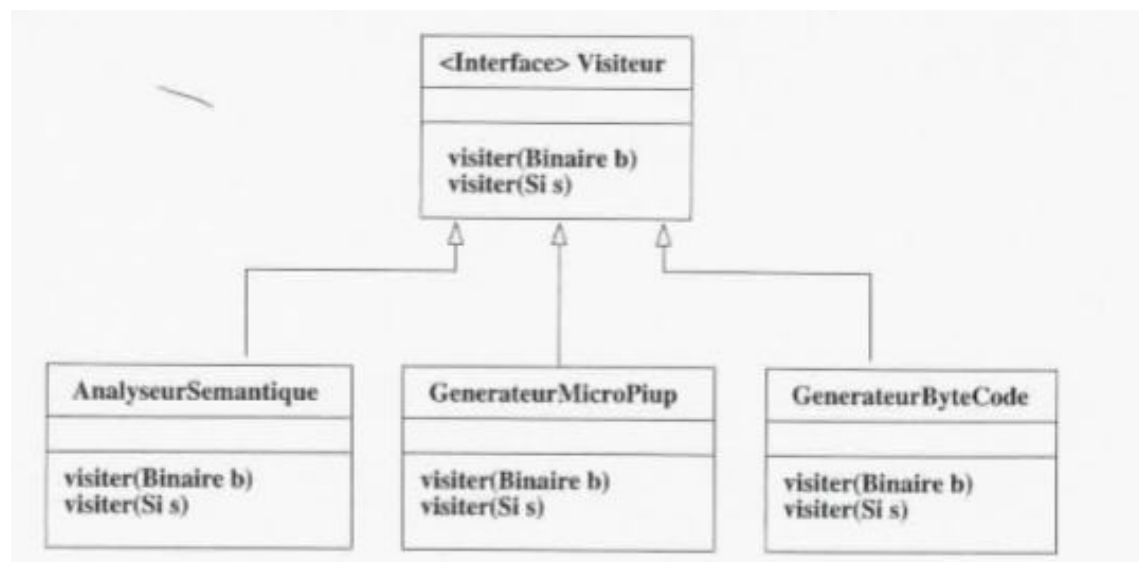 <Interface> Visiteur
visiter(Binaire b)
visiter(Si s)
AnalyseurSemantique
visiter(Binaire b)
visiter(Si s)
GenerateurMicroPiup
visiter(Binaire b)
visiter(Si s)
GenerateurByteCode
visiter(Binaire b)
visiter(Si s)